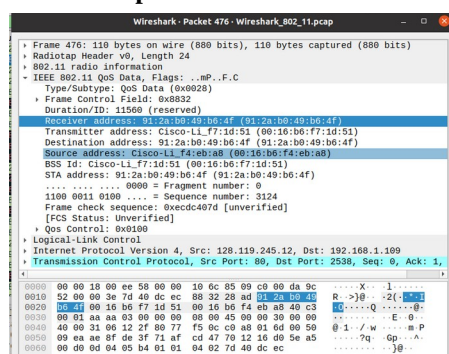 Wireshark · Packet 476 · Wireshark_802_11.pcap
Frame 476: 110 bytes on wire (880 bits), 110 bytes captured (880 bits)
Radiotap Header v0, Length 24
802.11 radio information
IEEE 802.11 QoS Data, Flags: ..mP..F.C
Type/Subtype: QoS Data (0x0028)
Frame Control Field: 0x8832
Duration/ID: 11560 (reserved)
Receiver address: 91:2a:b0:49:b6:4f (91:2a:b0:49:b6:4f)
Transmitter address: Cisco-Li_f7:1d:51 (00:16:b6:f7:1d:51)
Destination address: 91:2a:b0:49:b6:4f (91:2a:b0:49:b6:4f)
Source address: Cisco-Li_f4:eb:a8 (00:16:b6:f4:eb:a8)
BSS Id: Cisco-Li_f7:1d:51 (00:16:b6:f7:1d:51)
STA address: 91:2a:b0:49:b6:4f (91:2a:b0:49:b6:4f)
.... .... .... 0000 = Fragment number: 0
1100 0011 0100 .... = Sequence number: 3124
Frame check sequence: 0xecdc407d [unverified]
[FCS Status: Unverified]
Qos Control: 0x0100
Logical-Link Control
Internet Protocol Version 4, Src: 128.119.245.12, Dst: 192.168.1.109
Transmission Control Protocol, Src Port: 80, Dst Port: 2538, Seq: 0, Ack: 1,
0000 00 00 18 00 ee 58 00 00 10 6c 85 09 c0 00 da 9c ·····X·· ·l······
0010 52 00 00 3e 7d 40 dc ec 88 32 28 ad 91 2a b0 49 R··>}@·· ·2(··*·I
0020 b6 4f 00 16 b6 f7 1d 51 00 16 b6 f4 eb a8 40 c3 ·O·····Q ······@·
0030 00 01 aa aa 03 00 00 00 08 00 45 00 00 30 00 00 ········ ··E··0··
0040 40 00 31 06 12 2f 80 77 f5 0c c0 a8 01 6d 00 50 @·1··/·w ·····m·P
0050 09 ea ae 8f de 3f 71 af cd 47 70 12 16 d0 5e a5 ·····?q· ·Gp···^·
0060 00 d0 0d 04 05 b4 01 01 04 02 7d 40 dc ec